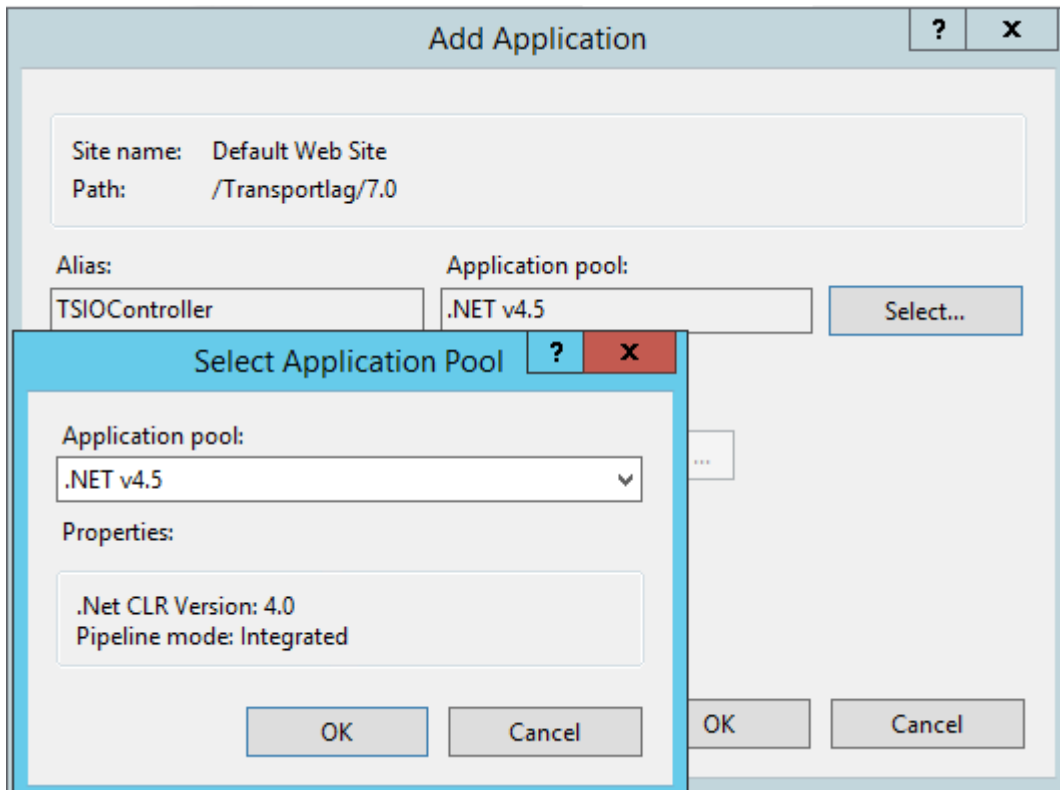 Add Application
?
x
Site name: Default Web Site
Path: /Transportlag/7.0
Alias:
Application pool:
TSIOController
.NET v4.5
Select...
Select Application Pool
?
x
Application pool:
.NET v4.5
...
Properties:
.Net CLR Version: 4.0
Pipeline mode: Integrated
OK
Cancel
OK
Cancel